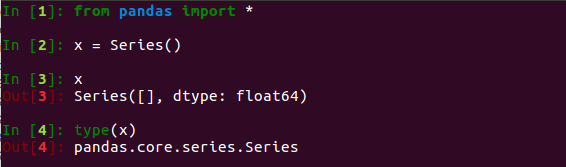 In [1]: from pandas import *
In [2]: x = Series()
In [3]: x
Out[3]: Series([], dtype: float64)
In [4]: type(x)
Out[4]: pandas.core.series.Series